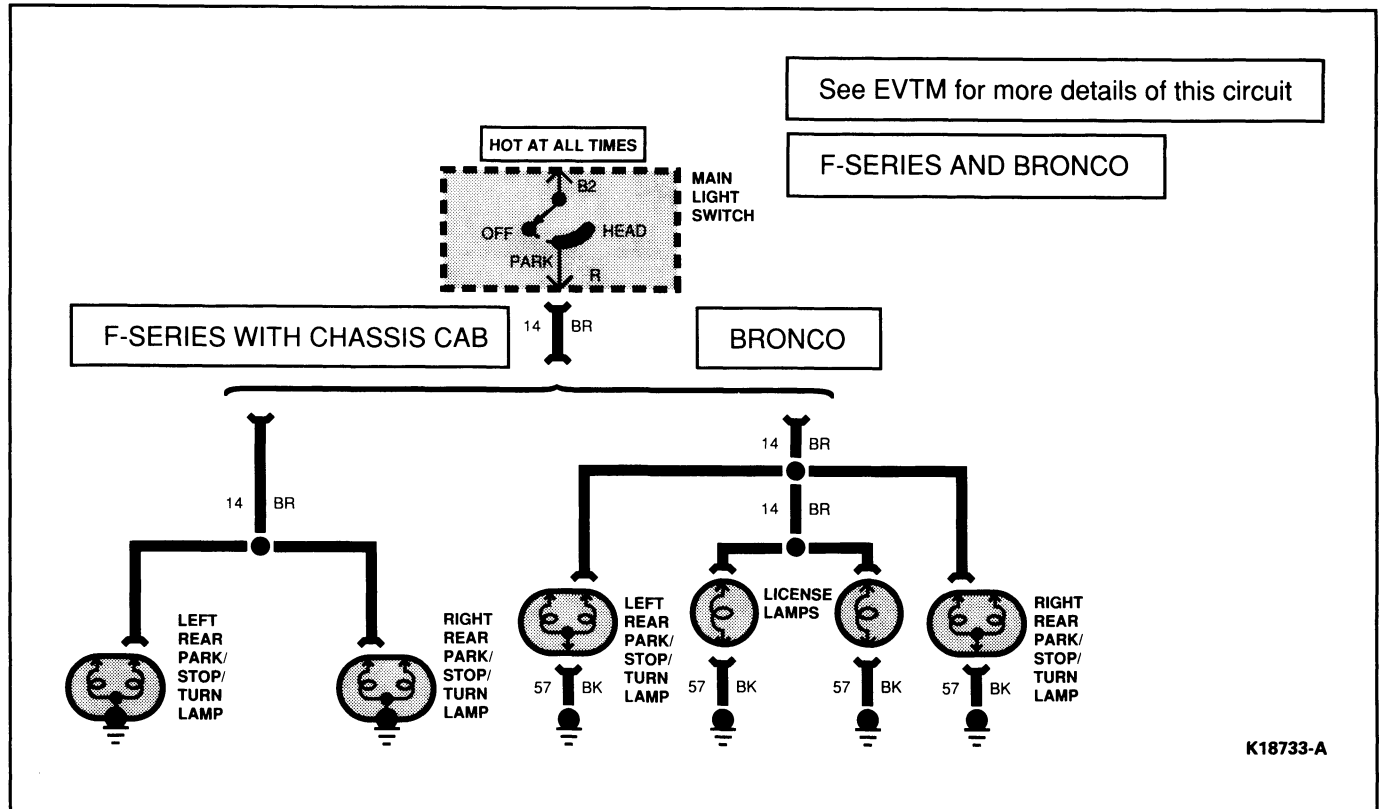 See EVTM for more details of this circuit
F-SERIES AND BRONCO
HOT AT ALL TIMES
B2
MAIN
LIGHT
SWITCH
OFF
HEAD
PARK
R
F-SERIES WITH CHASSIS CAB
14 BR
BRONCO
14 BR
14 BR
14 BR
LEFT
REAR
PARK/
STOP/
TURN
LAMP
RIGHT
REAR
PARK/
STOP/
TURN
LAMP
LEFT
REAR
PARK/
STOP/
TURN
LAMP
LICENSE
LAMPS
RIGHT
REAR
PARK/
STOP/
TURN
LAMP
57 BK
57 BK
57 BK
57 BK
K18733-A